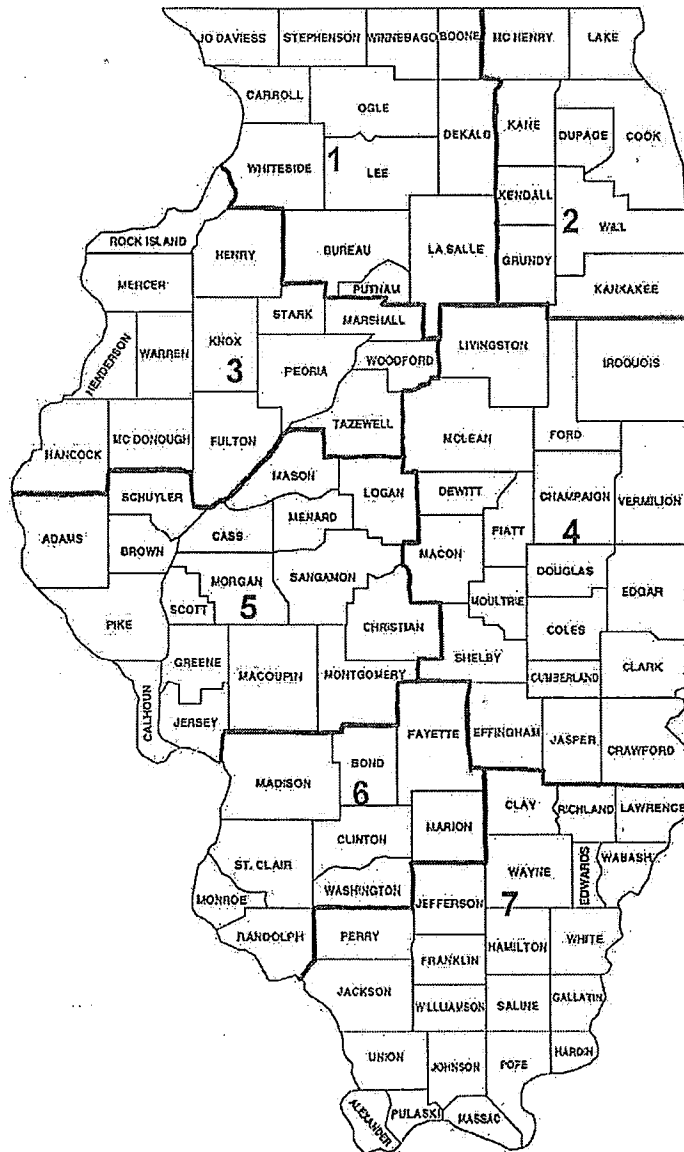 JO DAVIESS STEPHENSON WINNEBAGO BOONE MC HENRY LAKE
CARROLL OGLE DEKALB KANE DUPAGE COOK
WHITESIDE 1 LEE
KENDALL 2 WILL
ROCK ISLAND HENRY BUREAU LA SALLE GRUNDY
MERCER PUTNAM KANKAKEE
STARK MARSHALL
HENDERSON WARREN KNOX 3 PEORIA WOODFORD LIVINGSTON IROQUOIS
HANCOCK MC DONOUGH FULTON TAZEWELL MCLEAN FORD
SCHUYLER MASON LOGAN DEWITT CHAMPAIGN VERMILION
ADAMS BROWN CASS MENARD MACON PIATT 4
DOUGLAS EDGAR
PIKE SCOTT MORGAN 5 SANGAMON CHRISTIAN MOULTRIE COLES
GREENE MACOUPIN MONTGOMERY SHELBY CUMBERLAND CLARK
CALHOUN JERSEY FAYETTE EFFINGHAM JASPER CRAWFORD
MADISON BOND 6 CLAY RICHLAND LAWRENCE
CLINTON MARION
ST. CLAIR WAYNE EDWARDS WABASH
MONROE WASHINGTON JEFFERSON 7
RANDOLPH PERRY HAMILTON WHITE
FRANKLIN
JACKSON WILLIAMSON SALINE GALLATIN
UNION JOHNSON POPE HARDIN
ALEXANDER PULASKI MASSAC